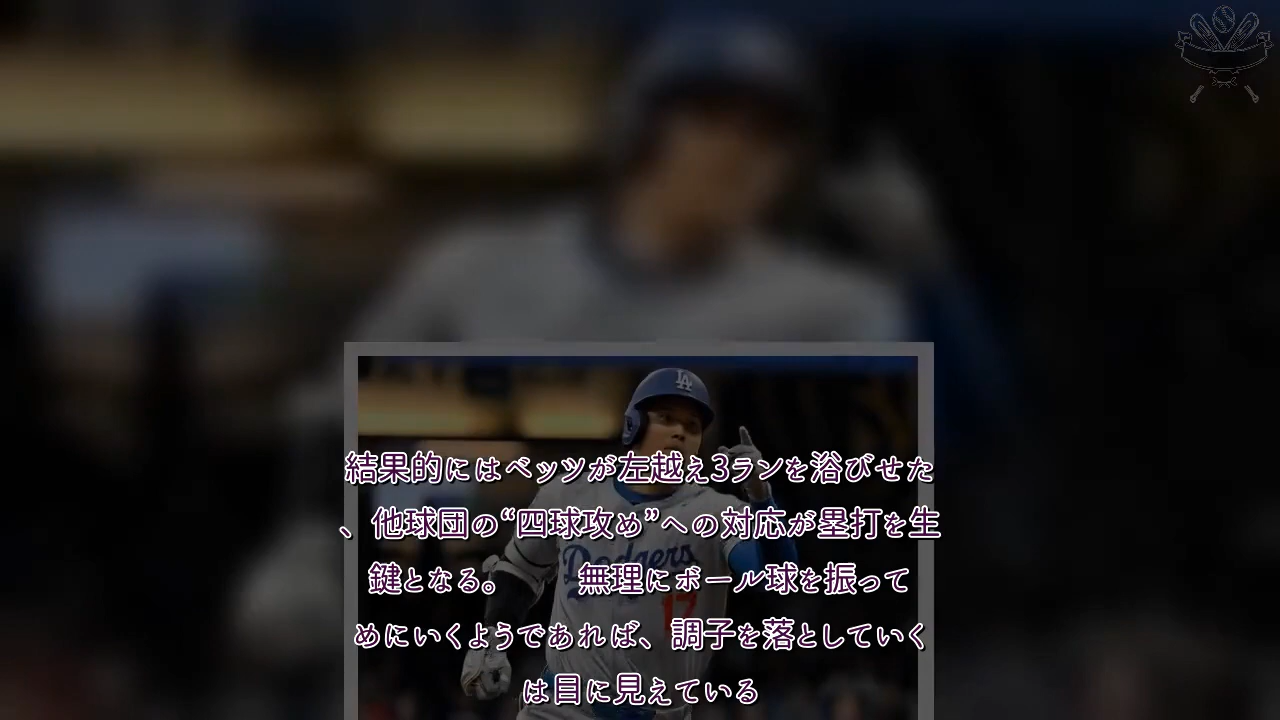 結果的にはベッツが左越え3ランを浴びせた
、他球団の“四球攻め”への対応が塁打を生
鍵となる。　　無理にボール球を振って
めにいくようであれば、調子を落としていく
は目に見えている
LA
Dodgers
17